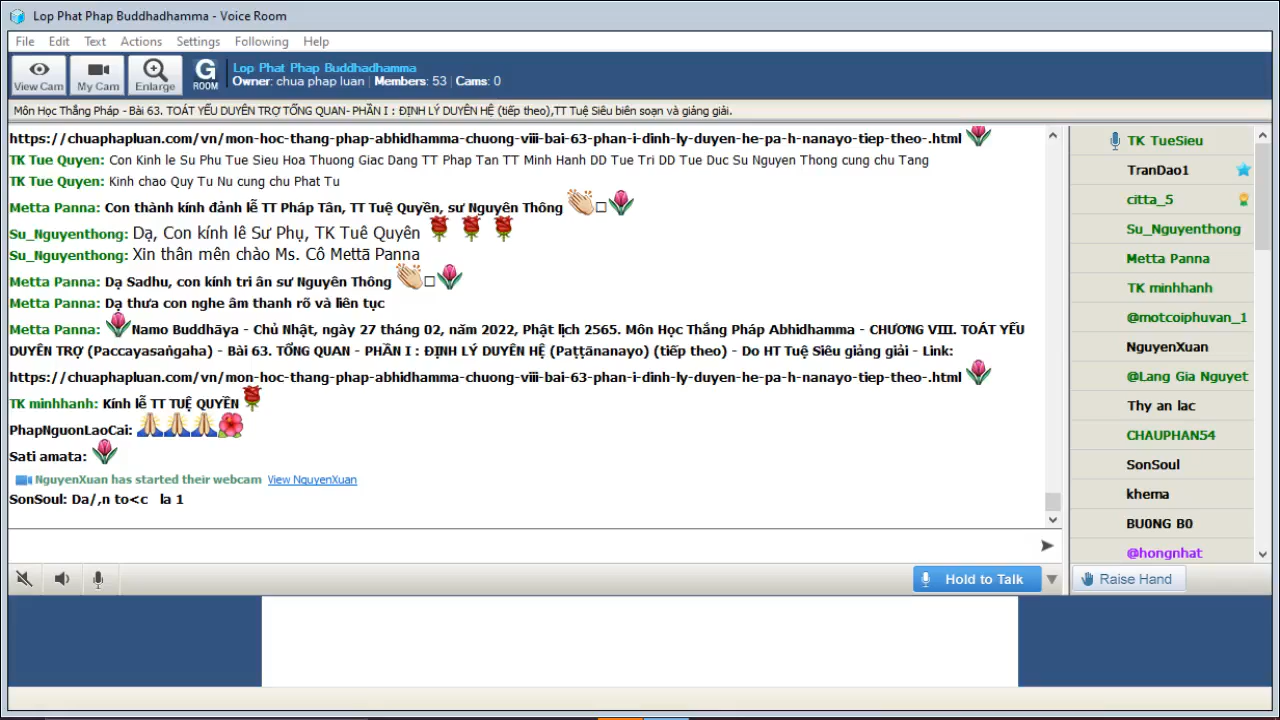 Lop Phat Phap Buddhadhamma - Voice Room
File Edit Text Actions Settings Following Help
View Cam My Cam Enlarge G ROOM
Lop Phat Phap Buddhadhamma
Owner: chua phap luan | Members: 53 | Cams: 0
Môn Học Thắng Pháp - Bài 63. TOÁT YẾU DUYÊN TRỢ TỔNG QUAN- PHẦN I : ĐỊNH LÝ DUYÊN HỆ (tiếp theo),TT Tuệ Siêu biên soạn và giảng giải.
https://chuaphapluan.com/vn/mon-hoc-thang-phap-abhidhamma-chuong-viii-bai-63-phan-i-dinh-ly-duyen-he-pa-h-nanayo-tiep-theo-.html
TK Tue Quyen: Con Kinh le Su Phu Tue Sieu Hoa Thuong Giac Dang TT Phap Tan TT Minh Hanh DD Tue Tri DD Tue Duc Su Nguyen Thong cung chu Tang
TK Tue Quyen: Kinh chao Quy Tu Nu cung chu Phat Tu
Metta Panna: Con thành kính đảnh lễ TT Pháp Tân, TT Tuệ Quyền, sư Nguyên Thông
Su_Nguyenthong: Dạ, Con kính lê Sư Phụ, TK Tuê Quyên
Su_Nguyenthong: Xin thân mên chào Ms. Cô Mettā Panna
Metta Panna: Dạ Sadhu, con kính tri ân sư Nguyên Thông
Metta Panna: Dạ thưa con nghe âm thanh rõ và liên tục
Metta Panna: Namo Buddhāya - Chủ Nhật, ngày 27 tháng 02, năm 2022, Phật lịch 2565. Môn Học Thắng Pháp Abhidhamma - CHƯƠNG VIII. TOÁT YẾU
DUYÊN TRỢ (Paccayasaṅgaha) - Bài 63. TỔNG QUAN - PHẦN I : ĐỊNH LÝ DUYÊN HỆ (Paṭṭānanayo) (tiếp theo) - Do HT Tuệ Siêu giảng giải - Link:
https://chuaphapluan.com/vn/mon-hoc-thang-phap-abhidhamma-chuong-viii-bai-63-phan-i-dinh-ly-duyen-he-pa-h-nanayo-tiep-theo-.html
TK minhhanh: Kính lễ TT TUỆ QUYỀN
PhapNguonLaoCai:
Sati amata:
NguyenXuan has started their webcam View NguyenXuan
SonSoul: Da/,n to<c la 1
Hold to Talk
TK TueSieu
TranDao1
citta_5
Su_Nguyenthong
Metta Panna
TK minhhanh
@motcoiphuvan_1
NguyenXuan
@Lang Gia Nguyet
Thy an lac
CHAUPHAN54
SonSoul
khema
BU0NG B0
@hongnhat
Raise Hand